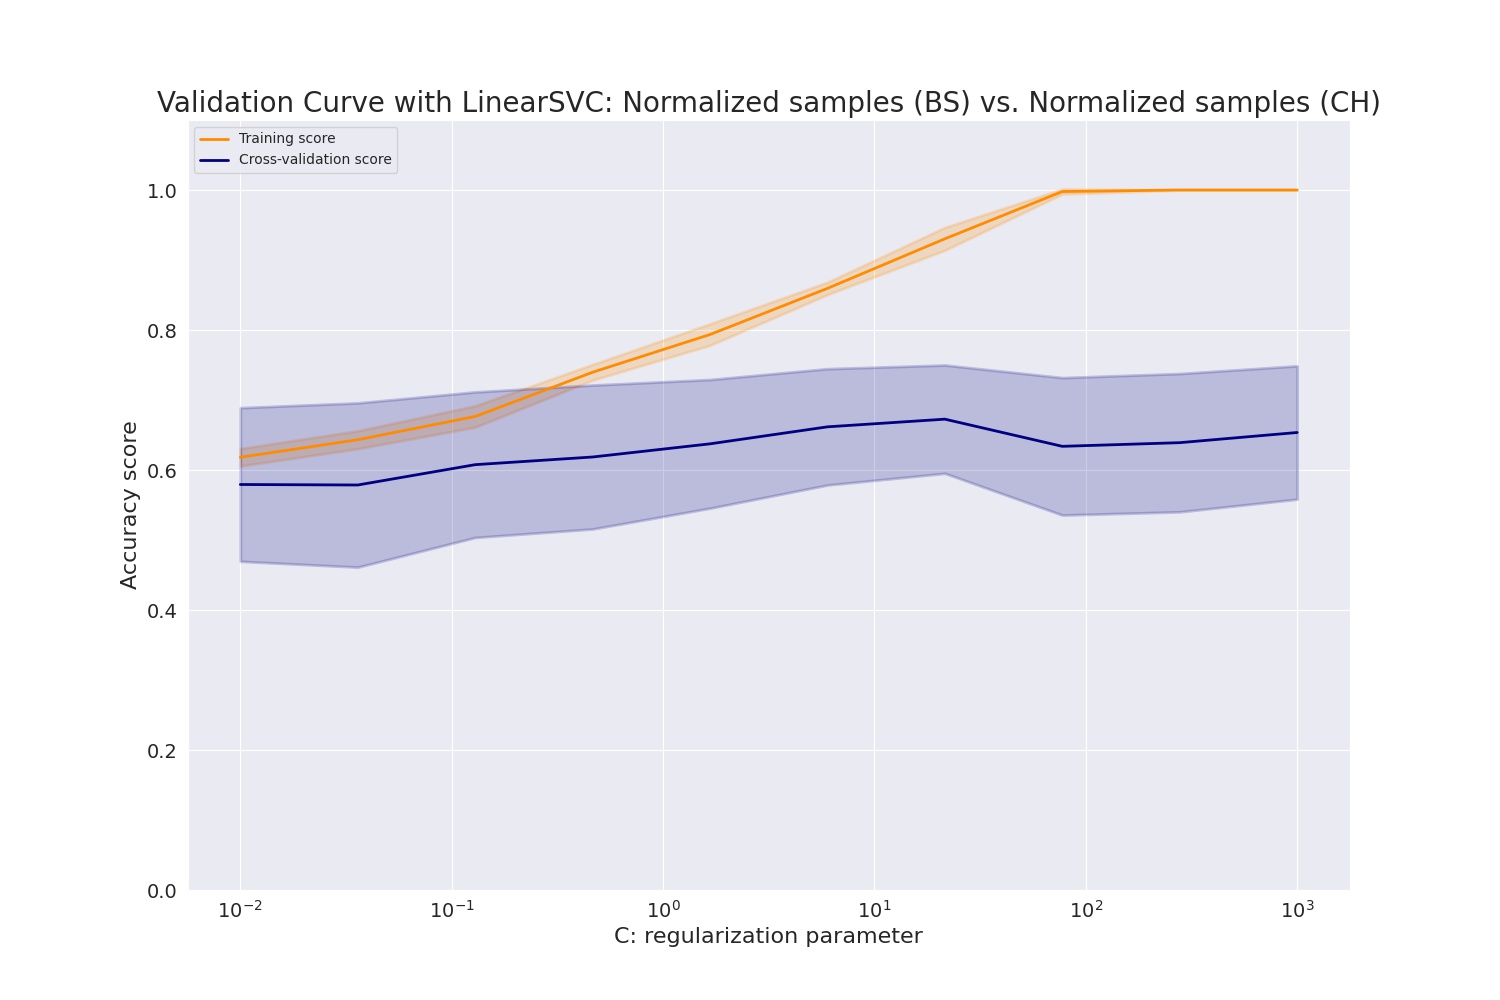 Validation Curve with LinearSVC: Normalized samples (BS) vs. Normalized samples (CH)
Training score
Cross-validation score
1.0
0.8
0.6
0.4
0.2
0.0
Accuracy score
10⁻² 10⁻¹ 10⁰ 10¹ 10² 10³
C: regularization parameter